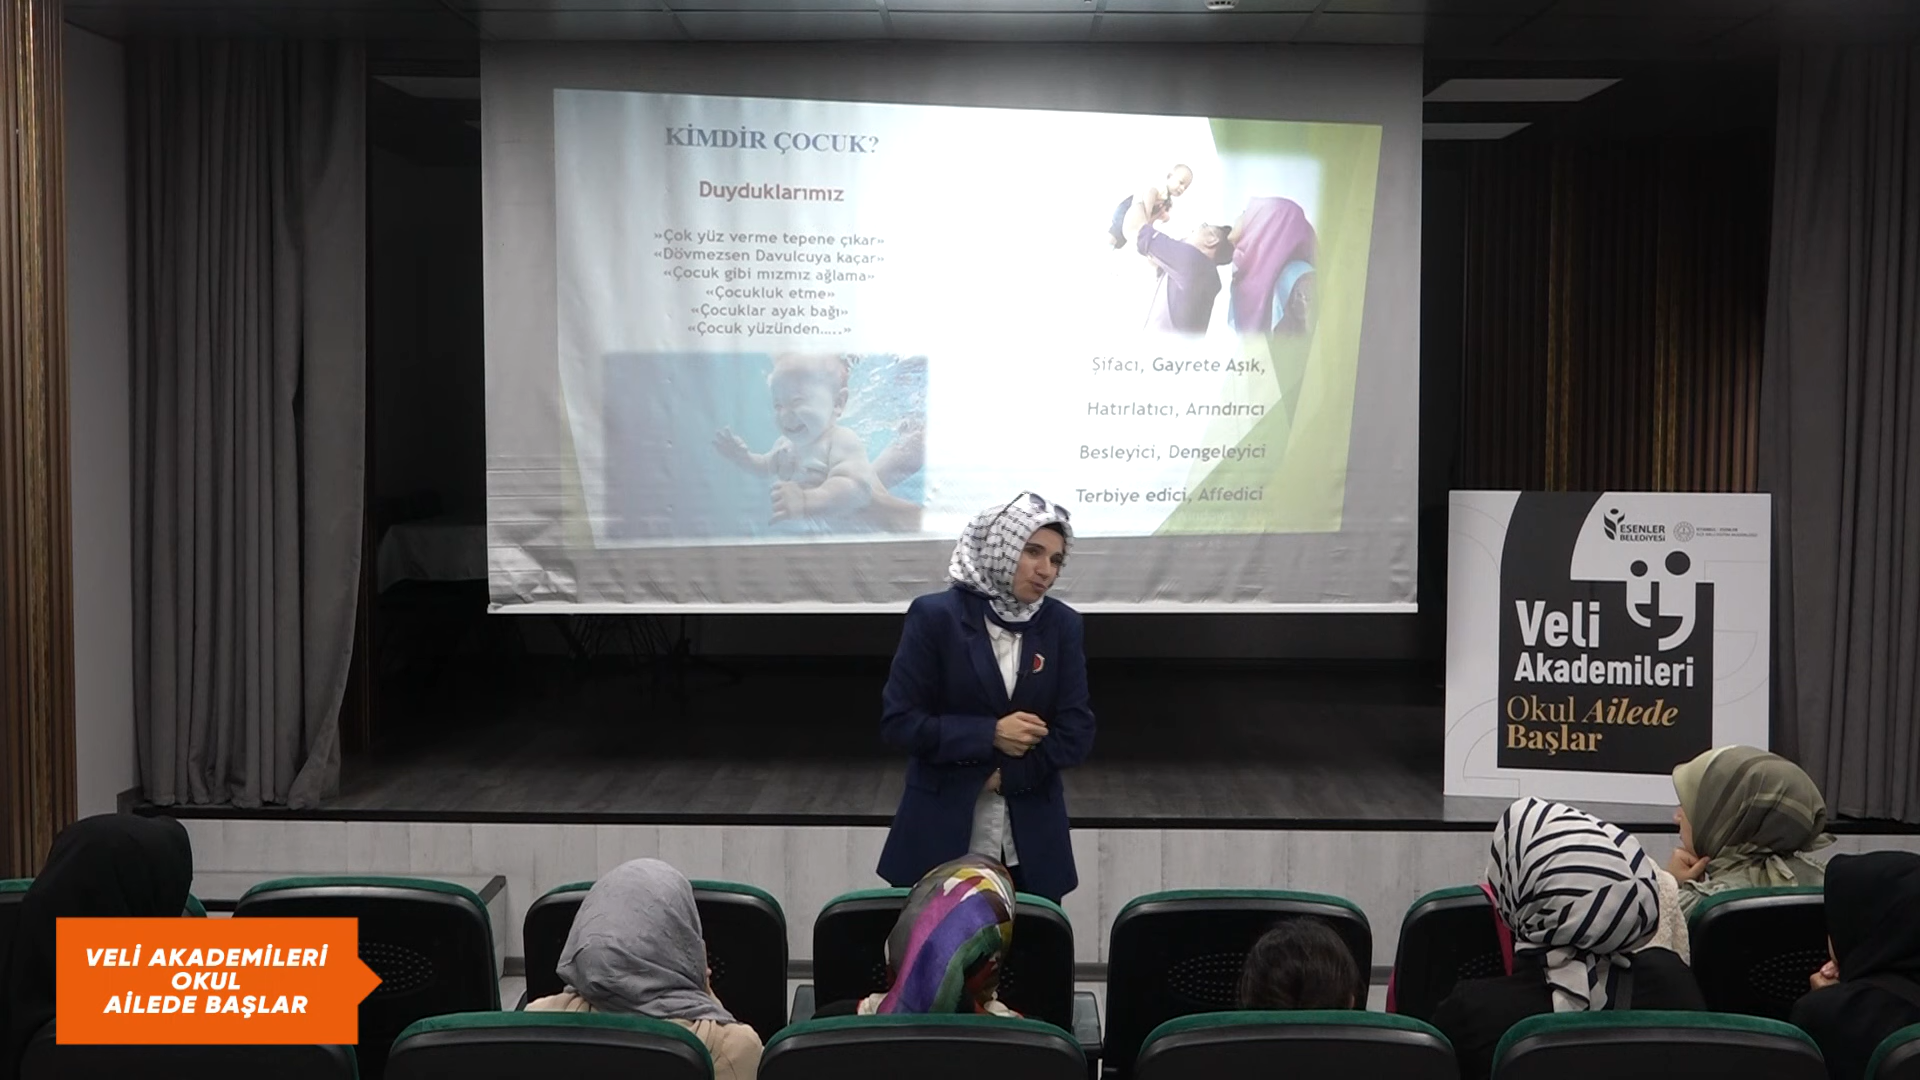 KİMDİR ÇOCUK?
Duyduklarımız
»Çok yüz verme tepene çıkar»
«Dövmezsen Davulcuya kaçar»
«Çocuk gibi mızmız ağlama»
«Çocukluk etme»
«Çocuklar ayak bağı»
«Çocuk yüzünden.....»
Şifacı, Gayrete Aşık,
Hatırlatıcı, Arındırıcı
Besleyici, Dengeleyici
Terbiye edici, Affedici
ESENLER
BELEDİYESİ
Veli
Akademileri
Okul Ailede
Başlar
VELİ AKADEMİLERİ
OKUL
AİLEDE BAŞLAR